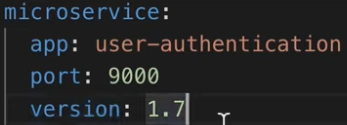 microservice:
  app: user-authentication
  port: 9000
  version: 1.7